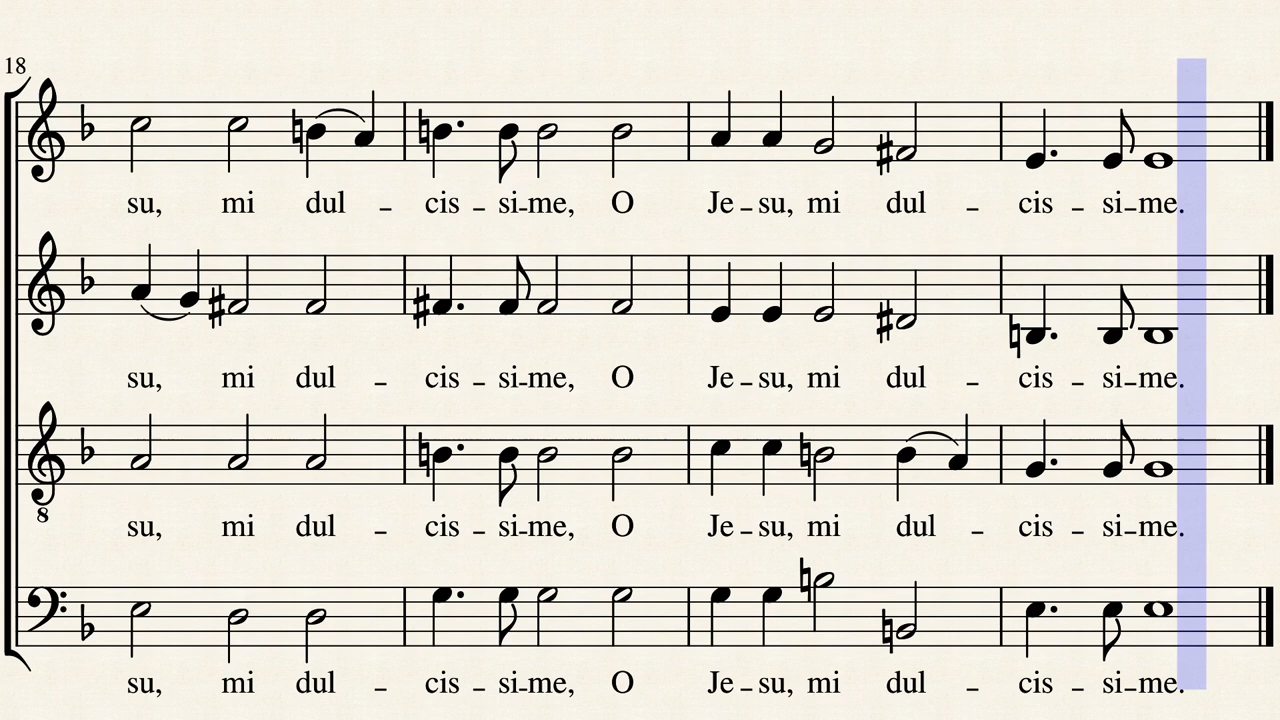 18
su, mi dul - cis - si-me, O Je-su, mi dul - cis - si-me.
su, mi dul - cis - si-me, O Je-su, mi dul - cis - si-me.
8
su, mi dul - cis - si-me, O Je-su, mi dul - cis - si-me.
su, mi dul - cis - si-me, O Je-su, mi dul - cis - si-me.